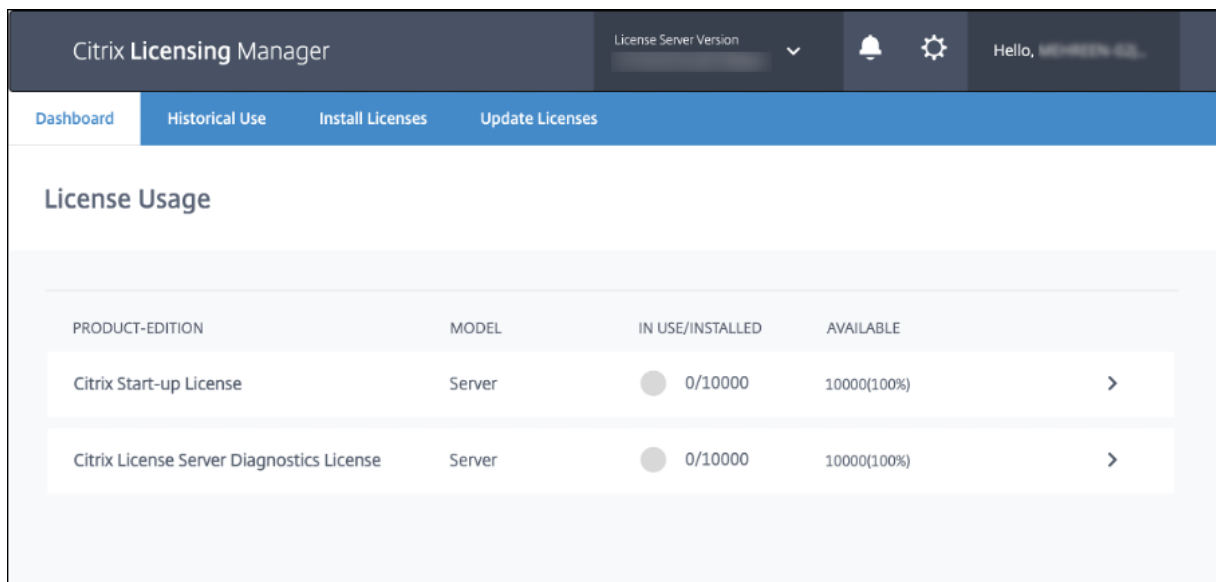 Citrix Licensing Manager
License Server Version
Hello,
Dashboard Historical Use Install Licenses Update Licenses
License Usage
PRODUCT-EDITION MODEL IN USE/INSTALLED AVAILABLE
Citrix Start-up License Server 0/10000 10000(100%)
Citrix License Server Diagnostics License Server 0/10000 10000(100%)